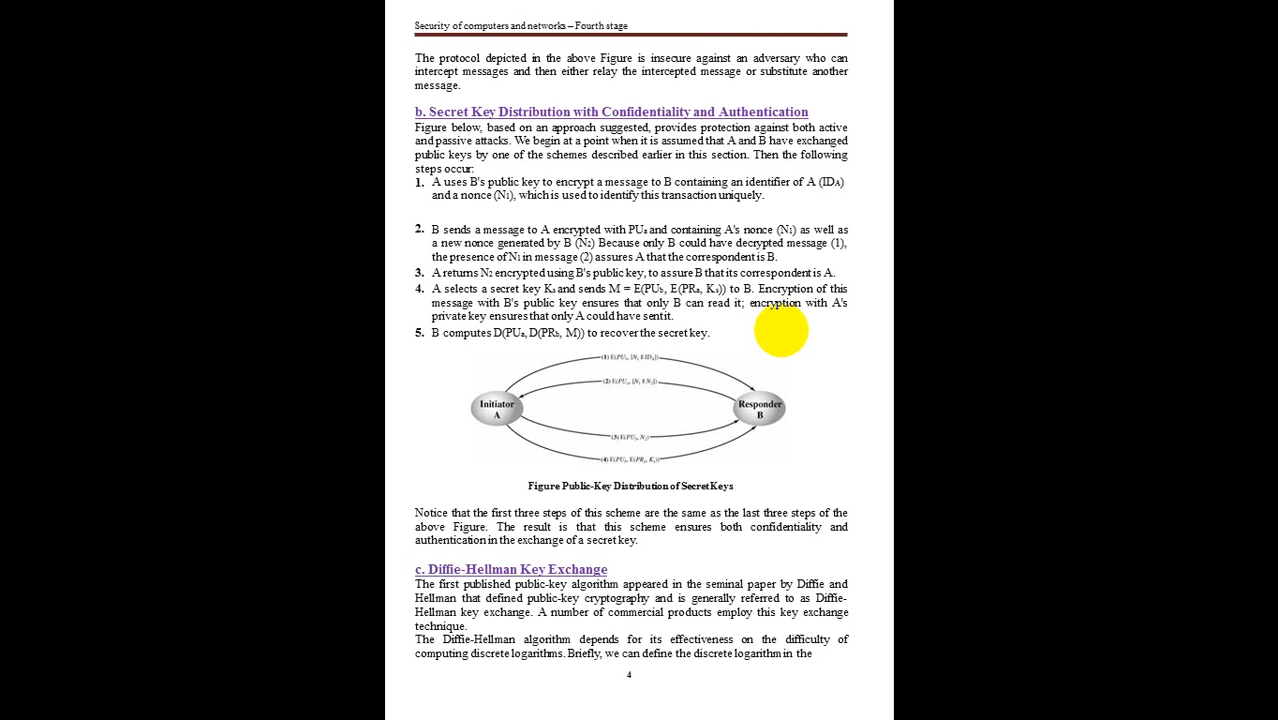 Security of computers and networks – Fourth stage
The protocol depicted in the above Figure is insecure against an adversary who can
intercept messages and then either relay the intercepted message or substitute another
message.
b. Secret Key Distribution with Confidentiality and Authentication
Figure below, based on an approach suggested, provides protection against both active
and passive attacks. We begin at a point when it is assumed that A and B have exchanged
public keys by one of the schemes described earlier in this section. Then the following
steps occur:
1. A uses B's public key to encrypt a message to B containing an identifier of A (IDA)
and a nonce (N1), which is used to identify this transaction uniquely.
2. B sends a message to A encrypted with PUa and containing A's nonce (N1) as well as
a new nonce generated by B (N2) Because only B could have decrypted message (1),
the presence of N1 in message (2) assures A that the correspondent is B.
3. A returns N2 encrypted using B's public key, to assure B that its correspondent is A.
4. A selects a secret key Ks and sends M = E(PUb, E(PRa, Ks)) to B. Encryption of this
message with B's public key ensures that only B can read it; encryption with A's
private key ensures that only A could have sent it.
5. B computes D(PUa, D(PRb, M)) to recover the secret key.
(1) E(PUb, [N1 || IDA])
(2) E(PUa, [N1 || N2])
Initiator
A
Responder
B
(3) E(PUb, N2)
(4) E(PUb, E(PRa, Ks))
Figure Public-Key Distribution of Secret Keys
Notice that the first three steps of this scheme are the same as the last three steps of the
above Figure. The result is that this scheme ensures both confidentiality and
authentication in the exchange of a secret key.
c. Diffie-Hellman Key Exchange
The first published public-key algorithm appeared in the seminal paper by Diffie and
Hellman that defined public-key cryptography and is generally referred to as Diffie-
Hellman key exchange. A number of commercial products employ this key exchange
technique.
The Diffie-Hellman algorithm depends for its effectiveness on the difficulty of
computing discrete logarithms. Briefly, we can define the discrete logarithm in the
4